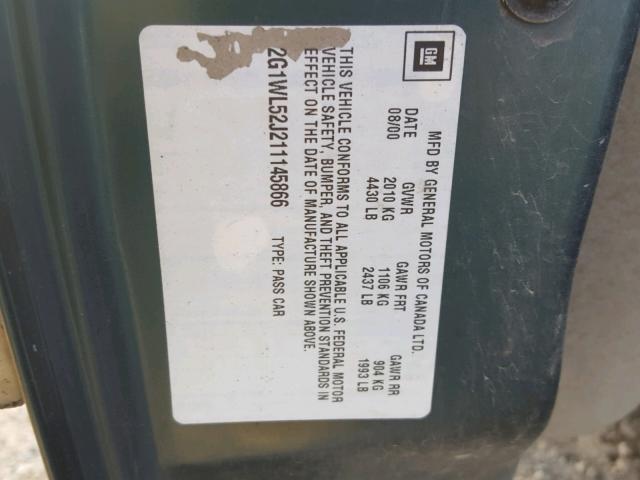 GM
MFD BY GENERAL MOTORS OF CANADA LTD.
DATE GVWR GAWF FRT GAWR RR
08/00 2010 KG 1106 KG 904 KG
4430 LB 2437 LB 1993 LB
THIS VEHICLE CONFORMS TO ALL APPLICABLE U.S. FEDERAL MOTOR
VEHICLE SAFETY, BUMPER, AND THEFT PREVENTION STANDARDS IN
EFFECT ON THE DATE OF MANUFACTURE SHOWN ABOVE.
2G1WL52J211145866 TYPE: PASS CAR